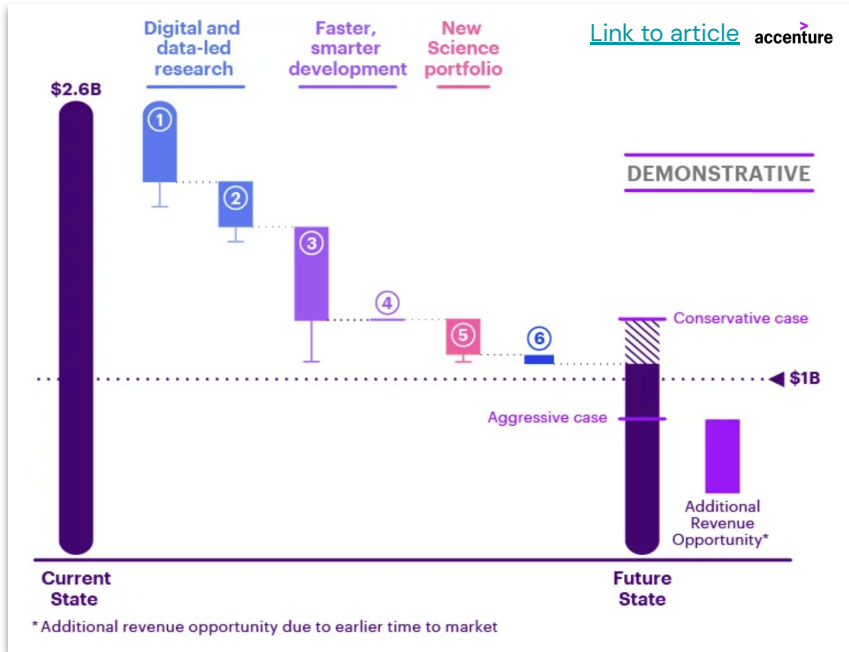 Digital and
data-led
research
Faster,
smarter
development
New
Science
portfolio
Link to article
>
accenture
$2.6B
1
2
3
4
5
6
DEMONSTRATIVE
Conservative case
$1B
Aggressive case
Additional
Revenue
Opportunity*
Current
State
Future
State
*Additional revenue opportunity due to earlier time to market